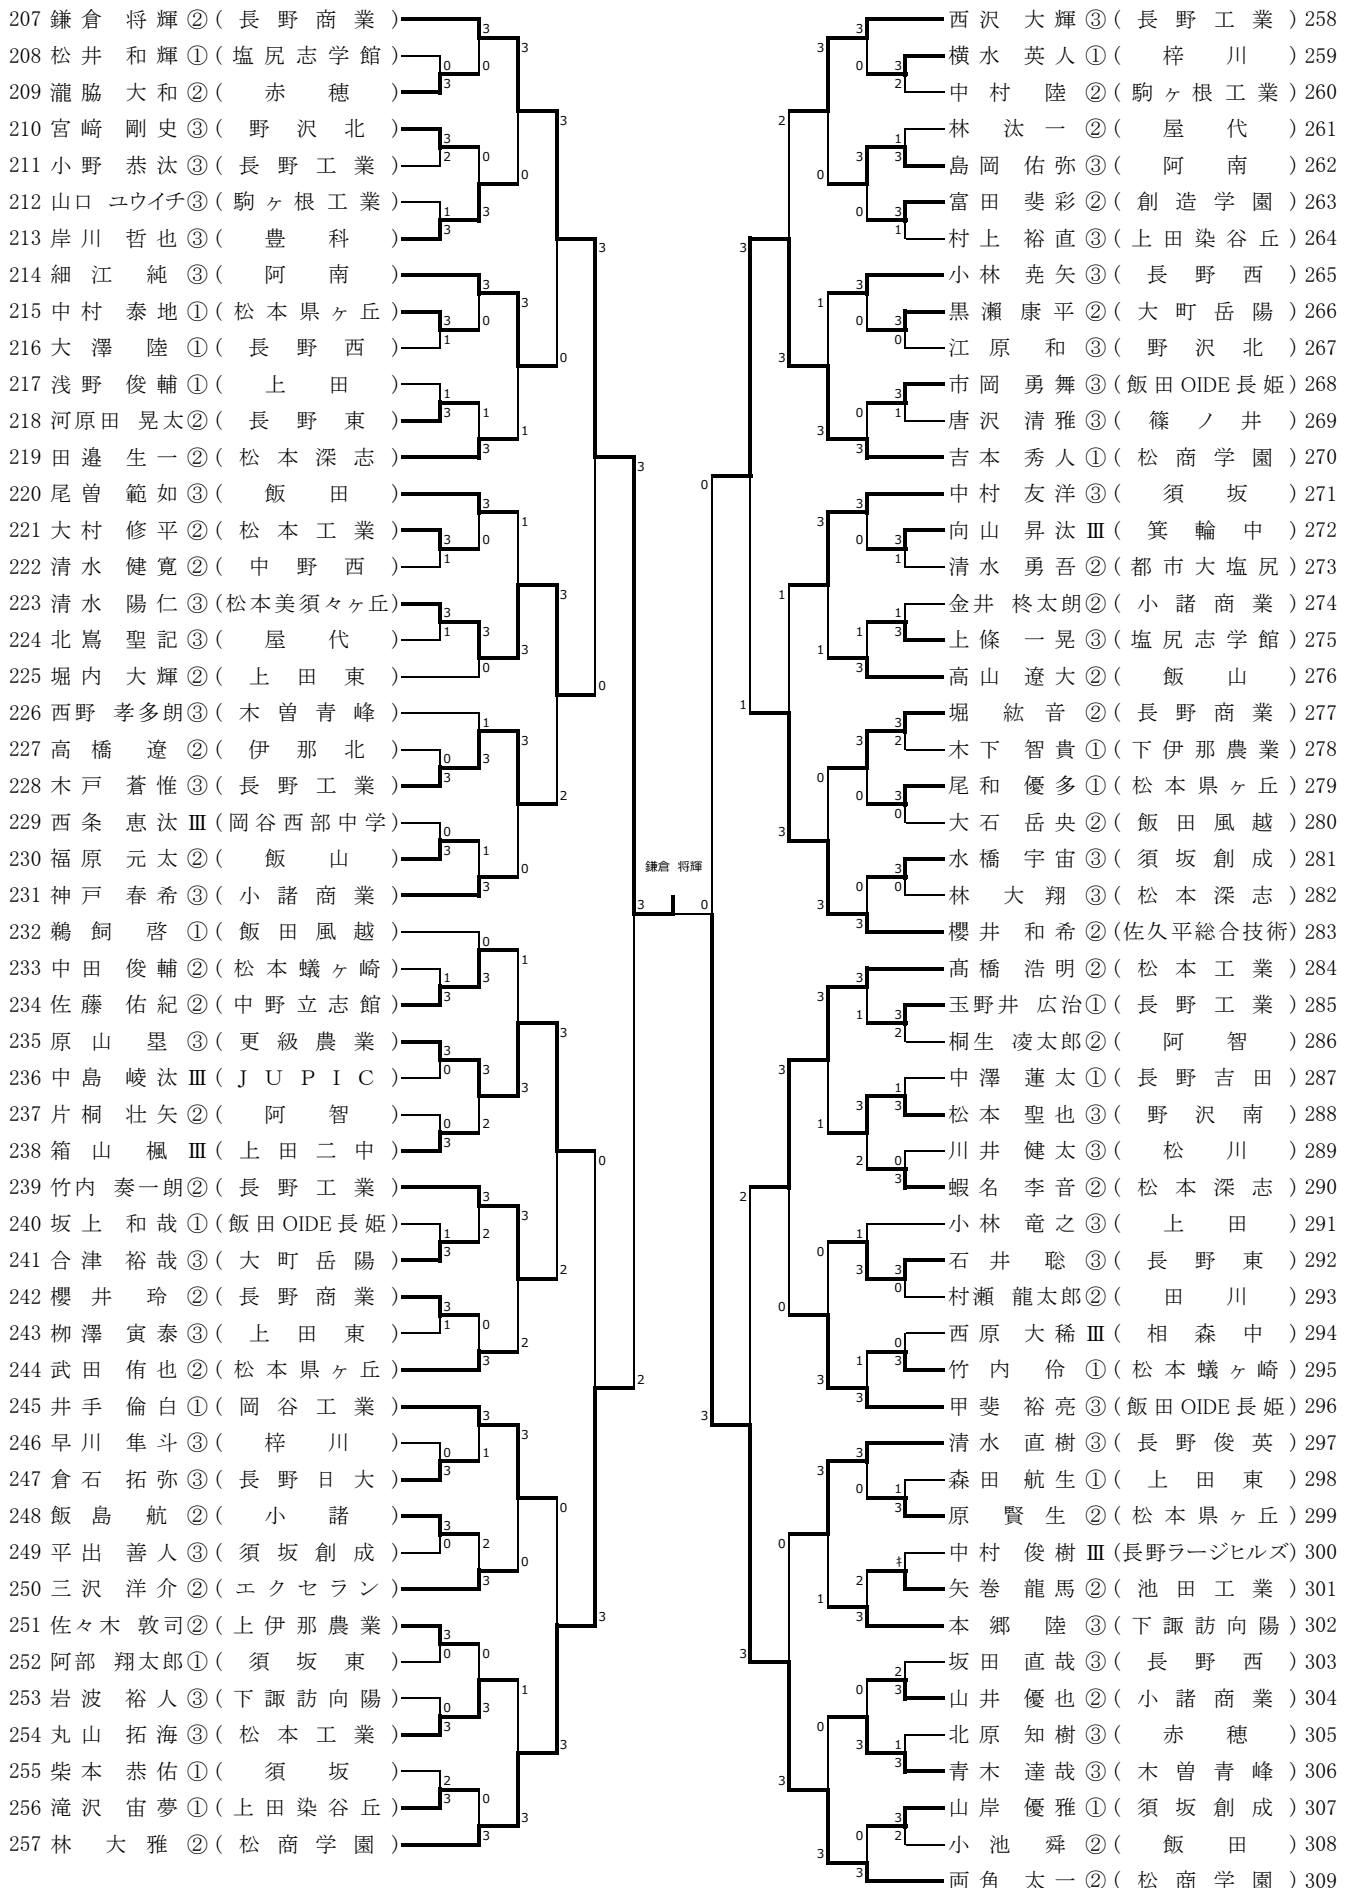 207 鎌倉 将輝②(長野商業)
208 松井 和輝①(塩尻志学館)
209 瀧脇 大和②(赤穂)
210 宮﨑 剛史③(野沢北)
211 小野 恭汰③(長野工業)
212 山口 ユウイチ③(駒ヶ根工業)
213 岸川 哲也③(豊科)
214 細江 純③(阿南)
215 中村 泰地①(松本県ヶ丘)
216 大澤 陸①(長野西)
217 浅野 俊輔①(上田)
218 河原田 晃太②(長野東)
219 田邉 生一②(松本深志)
220 尾曽 範如③(飯田)
221 大村 修平②(松本工業)
222 清水 健寛②(中野西)
223 清水 陽仁③(松本美須々ヶ丘)
224 北嶌 聖記③(屋代)
225 堀内 大輝②(上田東)
226 西野 孝多朗③(木曽青峰)
227 高橋 遼②(伊那北)
228 木戸 蒼惟③(長野工業)
229 西条 恵汰Ⅲ(岡谷西部中学)
230 福原 元太②(飯山)
231 神戸 春希③(小諸商業)
232 鵜飼 啓①(飯田風越)
233 中田 俊輔②(松本蟻ヶ崎)
234 佐藤 佑紀②(中野立志館)
235 原山 塁③(更級農業)
236 中島 崚汰Ⅲ(JUPIC)
237 片桐 壮矢②(阿智)
238 箱山 楓Ⅲ(上田二中)
239 竹内 奏一朗②(長野工業)
240 坂上 和哉①(飯田OIDE長姫)
241 合津 裕哉③(大町岳陽)
242 櫻井 玲②(長野商業)
243 栁澤 寅泰③(上田東)
244 武田 侑也②(松本県ヶ丘)
245 井手 倫白①(岡谷工業)
246 早川 隼斗③(梓川)
247 倉石 拓弥③(長野日大)
248 飯島 航②(小諸)
249 平出 善人③(須坂創成)
250 三沢 洋介②(エクセラン)
251 佐々木 敦司②(上伊那農業)
252 阿部 翔太郎①(須坂東)
253 岩波 裕人③(下諏訪向陽)
254 丸山 拓海③(松本工業)
255 柴本 恭佑①(須坂)
256 滝沢 宙夢①(上田染谷丘)
257 林 大雅②(松商学園)
鎌倉 将輝
西沢 大輝③(長野工業)258
横水 英人①(梓川)259
中村 陸②(駒ヶ根工業)260
林 汰一②(屋代)261
島岡 佑弥③(阿南)262
富田 斐彩②(創造学園)263
村上 裕直③(上田染谷丘)264
小林 尭矢③(長野西)265
黒瀬 康平②(大町岳陽)266
江原 和③(野沢北)267
市岡 勇舞③(飯田OIDE長姫)268
唐沢 清雅③(篠ノ井)269
吉本 秀人①(松商学園)270
中村 友洋③(須坂)271
向山 昇汰Ⅲ(箕輪中)272
清水 勇吾②(都市大塩尻)273
金井 柊太朗②(小諸商業)274
上條 一晃③(塩尻志学館)275
高山 遼大②(飯山)276
堀 紘音②(長野商業)277
木下 智貴①(下伊那農業)278
尾和 優多①(松本県ヶ丘)279
大石 岳央②(飯田風越)280
水橋 宇宙③(須坂創成)281
林 大翔③(松本深志)282
櫻井 和希②(佐久平総合技術)283
髙橋 浩明②(松本工業)284
玉野井 広治①(長野工業)285
桐生 凌太郎②(阿智)286
中澤 蓮太①(長野吉田)287
松本 聖也③(野沢南)288
川井 健太③(松川)289
蝦名 李音②(松本深志)290
小林 竜之③(上田)291
石井 聡③(長野東)292
村瀬 龍太郎②(田川)293
西原 大稀Ⅲ(相森中)294
竹内 伶①(松本蟻ヶ崎)295
甲斐 裕亮③(飯田OIDE長姫)296
清水 直樹③(長野俊英)297
森田 航生①(上田東)298
原 賢生②(松本県ヶ丘)299
中村 俊樹Ⅲ(長野ラージヒルズ)300
矢巻 龍馬②(池田工業)301
本郷 陸③(下諏訪向陽)302
坂田 直哉③(長野西)303
山井 優也②(小諸商業)304
北原 知樹③(赤穂)305
青木 達哉③(木曽青峰)306
山岸 優雅①(須坂創成)307
小池 舜②(飯田)308
両角 太一②(松商学園)309